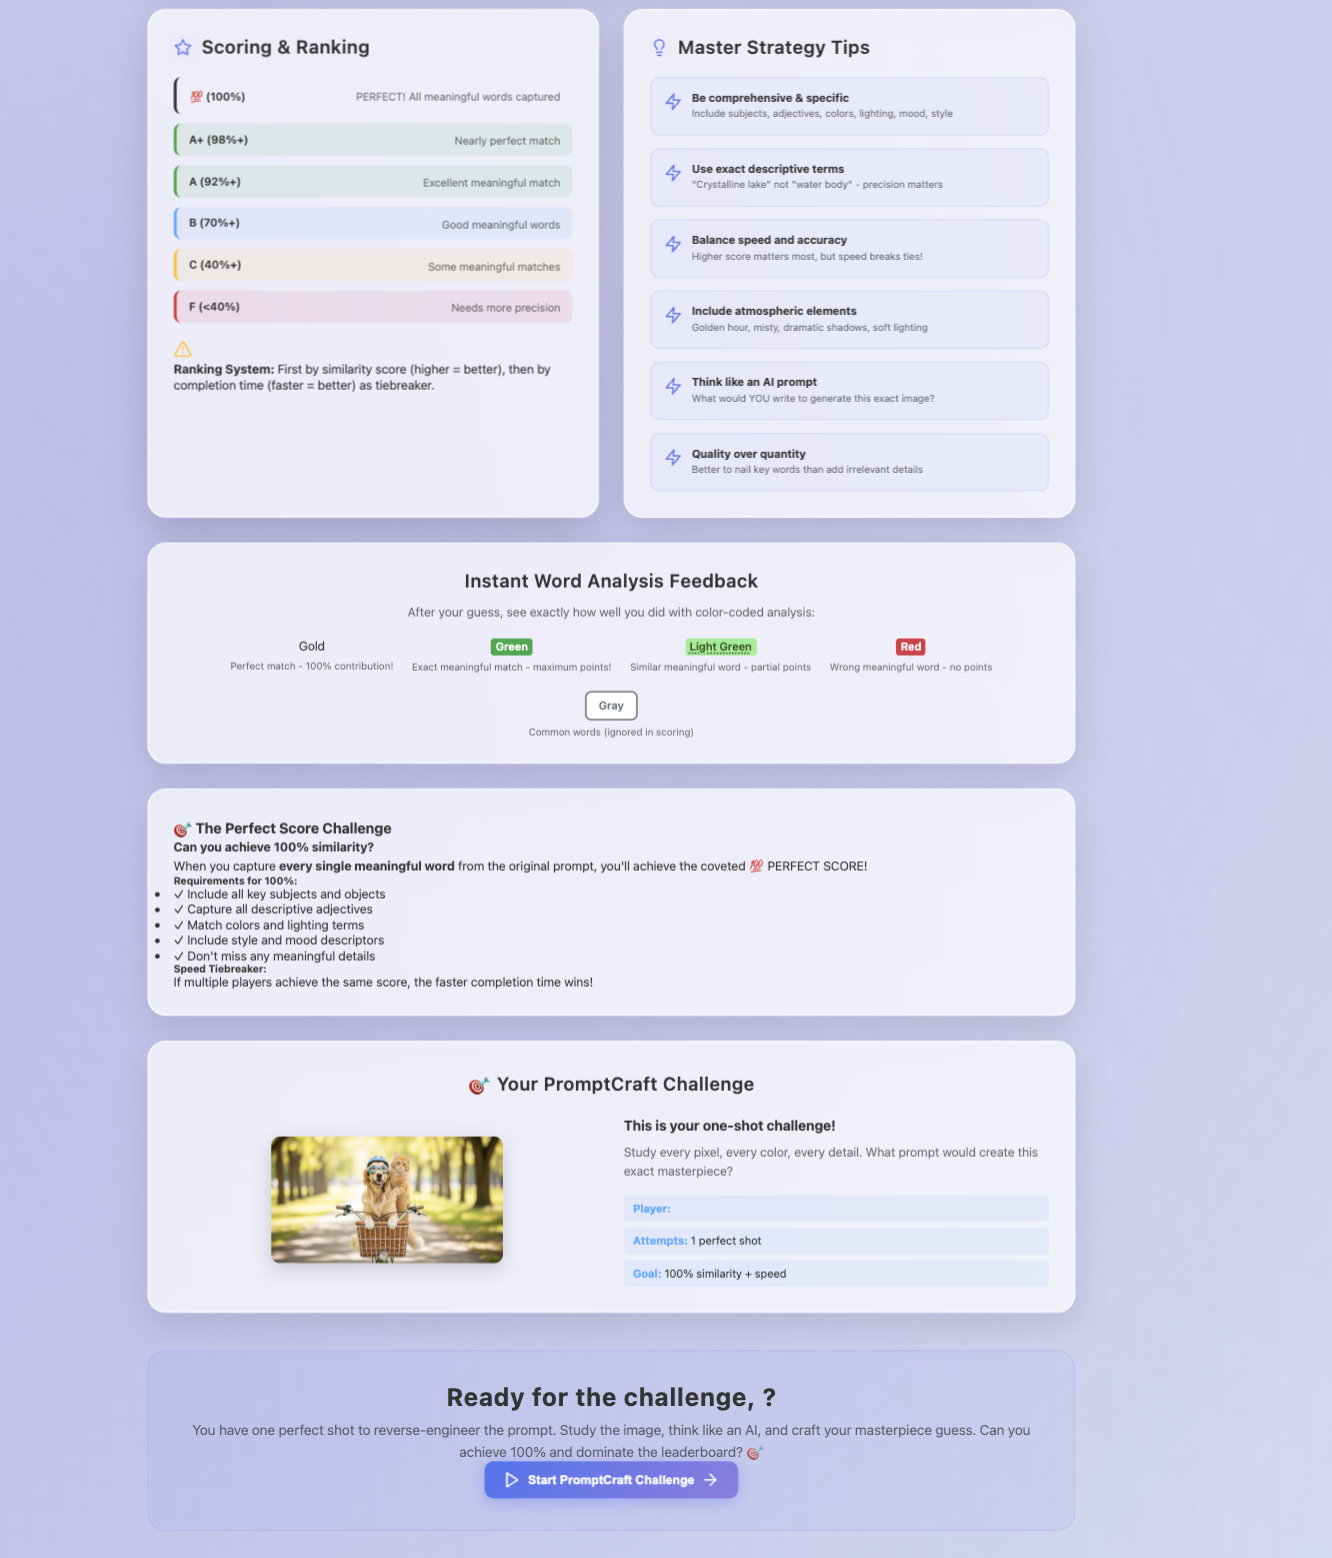 Scoring & Ranking
💯 (100%) PERFECT! All meaningful words captured
A+ (98%+) Nearly perfect match
A (92%+) Excellent meaningful match
B (70%+) Good meaningful words
C (40%+) Some meaningful matches
F (<40%) Needs more precision
Ranking System: First by similarity score (higher = better), then by
completion time (faster = better) as tiebreaker.
Master Strategy Tips
Be comprehensive & specific
Include subjects, adjectives, colors, lighting, mood, style
Use exact descriptive terms
"Crystalline lake" not "water body" - precision matters
Balance speed and accuracy
Higher score matters most, but speed breaks ties!
Include atmospheric elements
Golden hour, misty, dramatic shadows, soft lighting
Think like an AI prompt
What would YOU write to generate this exact image?
Quality over quantity
Better to nail key words than add irrelevant details
Instant Word Analysis Feedback
After your guess, see exactly how well you did with color-coded analysis:
Gold
Perfect match - 100% contribution!
Green
Exact meaningful match - maximum points!
Light Green
Similar meaningful word - partial points
Red
Wrong meaningful word - no points
Gray
Common words (ignored in scoring)
🎯 The Perfect Score Challenge
Can you achieve 100% similarity?
When you capture every single meaningful word from the original prompt, you'll achieve the coveted 💯 PERFECT SCORE!
Requirements for 100%:
• ✓ Include all key subjects and objects
• ✓ Capture all descriptive adjectives
• ✓ Match colors and lighting terms
• ✓ Include style and mood descriptors
• ✓ Don't miss any meaningful details
Speed Tiebreaker:
If multiple players achieve the same score, the faster completion time wins!
🎯 Your PromptCraft Challenge
This is your one-shot challenge!
Study every pixel, every color, every detail. What prompt would create this
exact masterpiece?
Player:
Attempts: 1 perfect shot
Goal: 100% similarity + speed
Ready for the challenge, ?
You have one perfect shot to reverse-engineer the prompt. Study the image, think like an AI, and craft your masterpiece guess. Can you
achieve 100% and dominate the leaderboard? 🎯
Start PromptCraft Challenge →